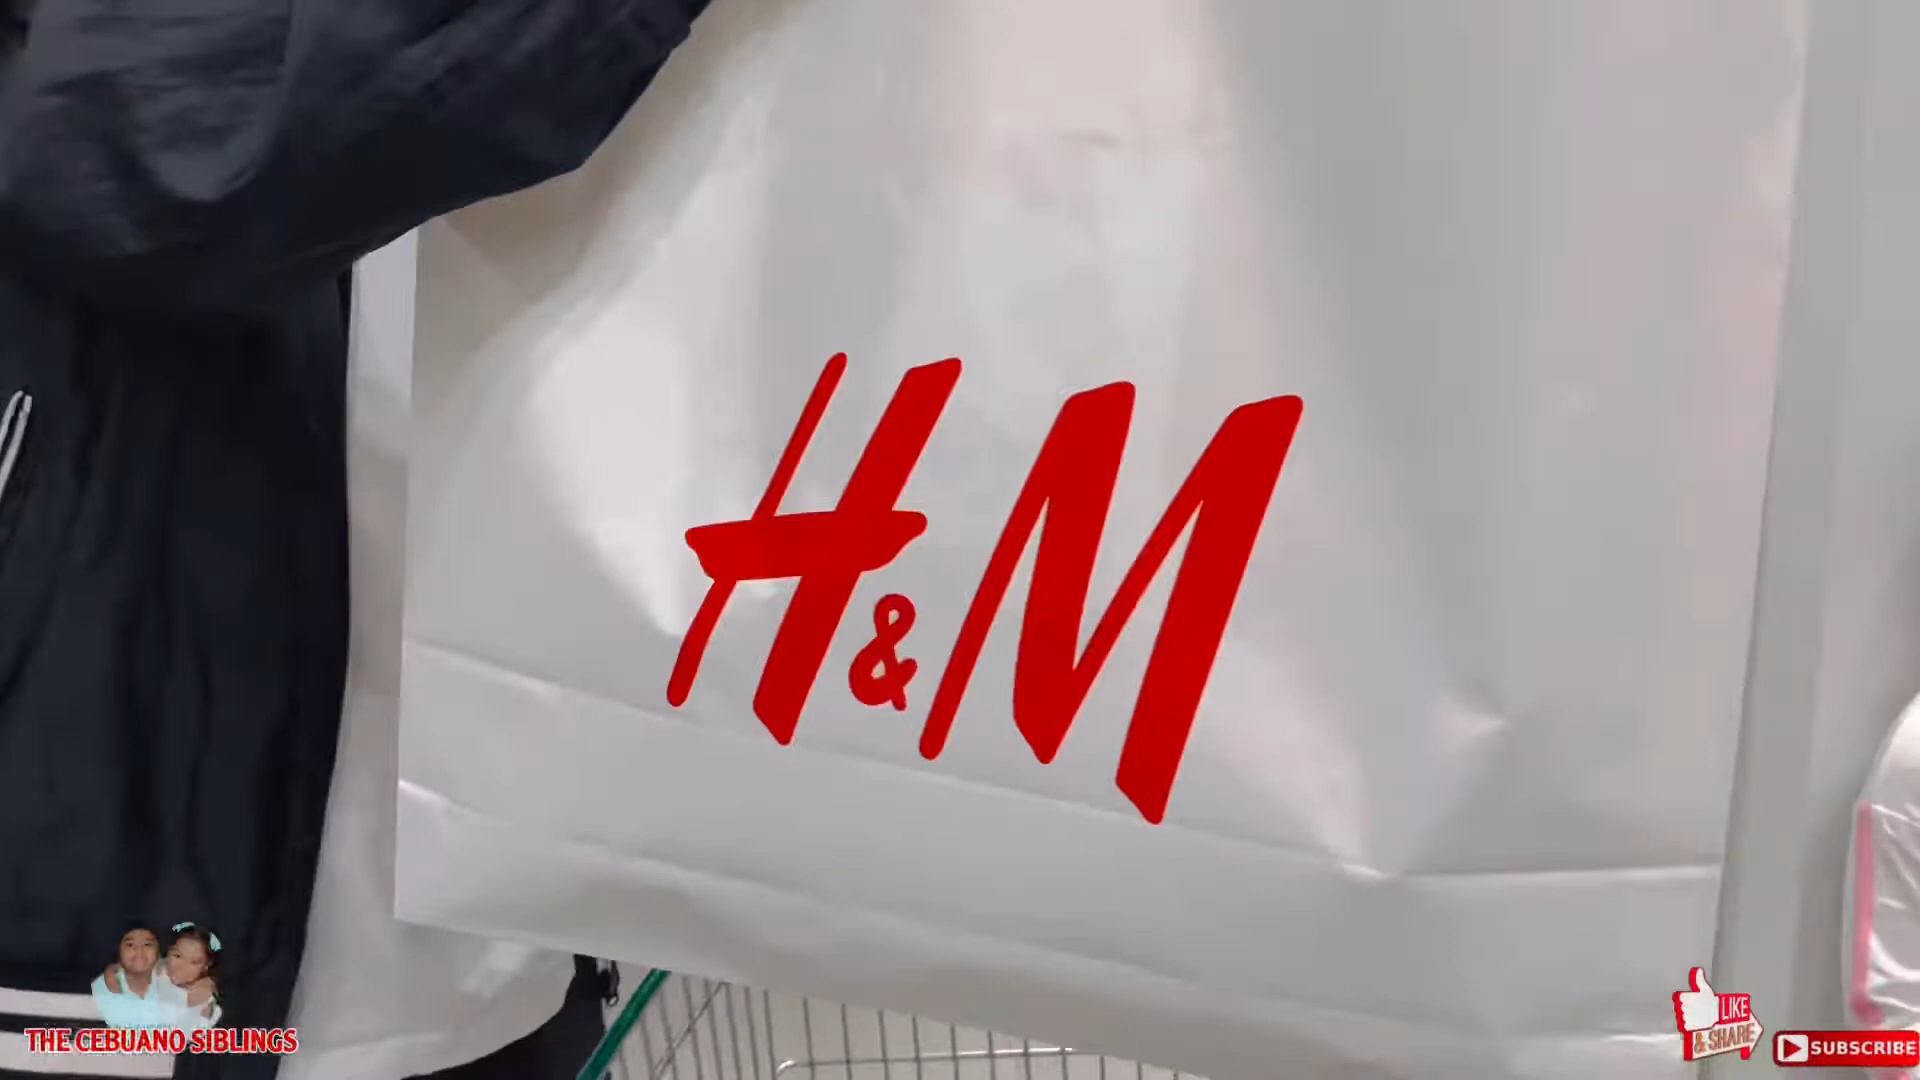 H&M
THE CEBUANO SIBLINGS
LIKE
& SHARE
SUBSCRIBE